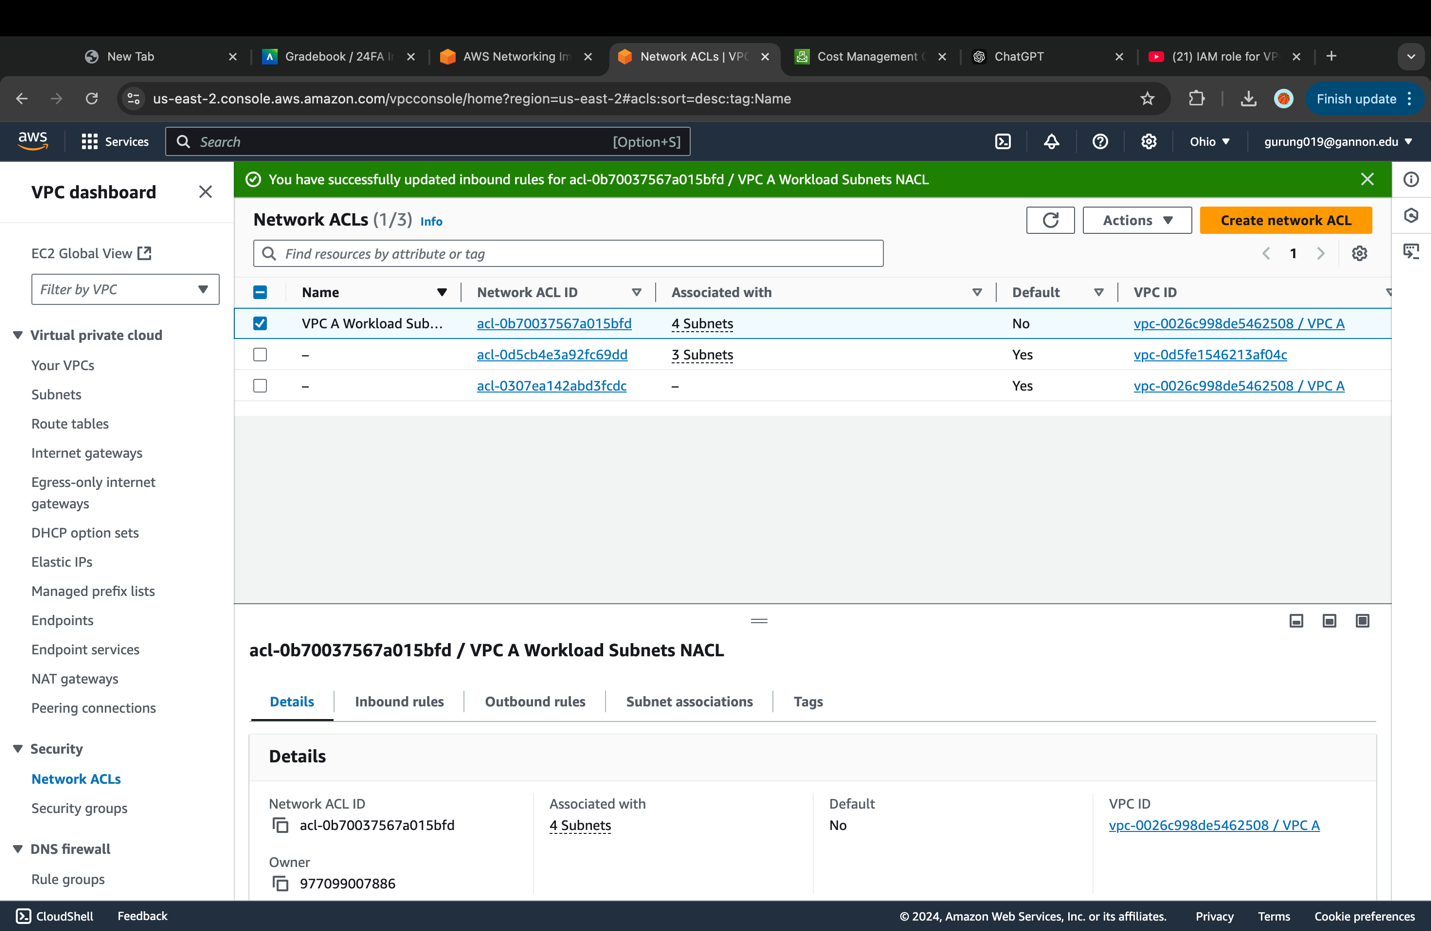 New Tab
Gradebook / 24FA I
AWS Networking Im
Network ACLs | VPC
Cost Management
ChatGPT
(21) IAM role for VP
us-east-2.console.aws.amazon.com/vpcconsole/home?region=us-east-2#acls:sort=desc:tag:Name
Finish update
aws
Services
Search
[Option+S]
Ohio
gurung019@gannon.edu
VPC dashboard
You have successfully updated inbound rules for acl-0b70037567a015bfd / VPC A Workload Subnets NACL
Network ACLs (1/3) Info
Actions
Create network ACL
EC2 Global View
Find resources by attribute or tag
1
Filter by VPC
Name
Network ACL ID
Associated with
Default
VPC ID
VPC A Workload Sub...
acl-0b70037567a015bfd
4 Subnets
No
vpc-0026c998de5462508 / VPC A
–
acl-0d5cb4e3a92fc69dd
3 Subnets
Yes
vpc-0d5fe1546213af04c
–
acl-0307ea142abd3fcdc
–
Yes
vpc-0026c998de5462508 / VPC A
Virtual private cloud
Your VPCs
Subnets
Route tables
Internet gateways
Egress-only internet
gateways
DHCP option sets
Elastic IPs
Managed prefix lists
Endpoints
Endpoint services
NAT gateways
Peering connections
Security
Network ACLs
Security groups
DNS firewall
Rule groups
acl-0b70037567a015bfd / VPC A Workload Subnets NACL
Details
Inbound rules
Outbound rules
Subnet associations
Tags
Details
Network ACL ID
acl-0b70037567a015bfd
Associated with
4 Subnets
Default
No
VPC ID
vpc-0026c998de5462508 / VPC A
Owner
977099007886
CloudShell
Feedback
© 2024, Amazon Web Services, Inc. or its affiliates.
Privacy
Terms
Cookie preferences